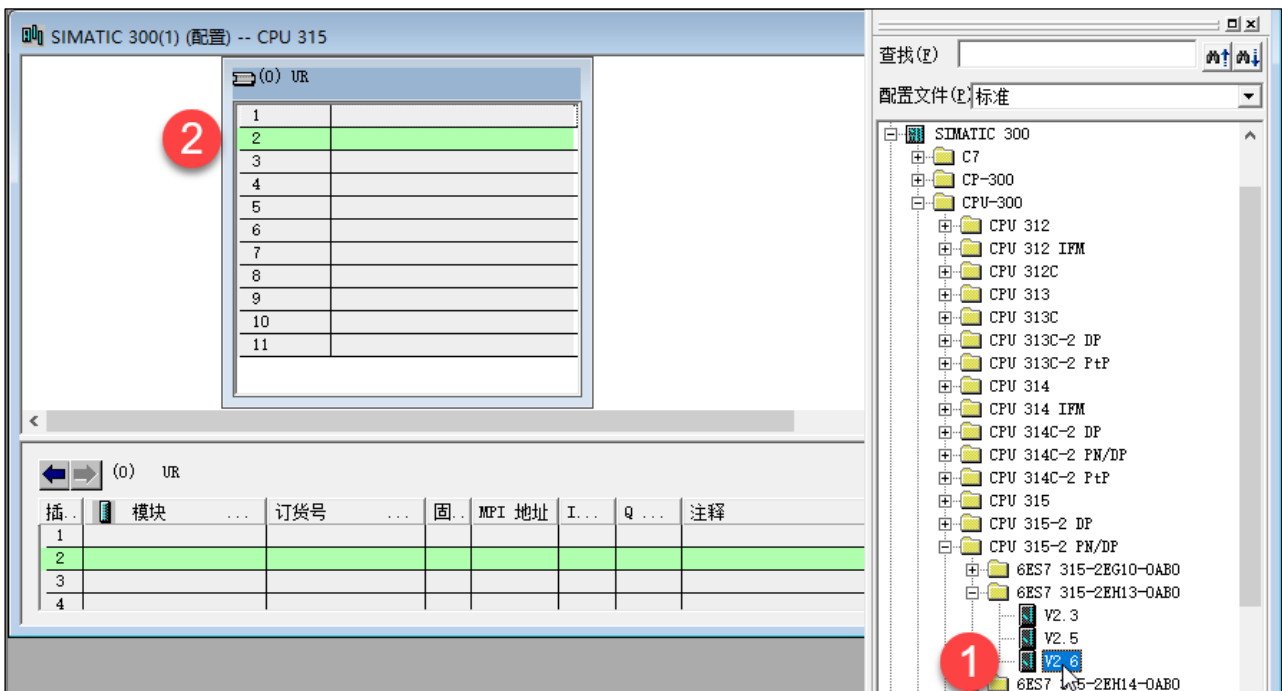 SIMATIC 300(1) (配置) -- CPU 315
(0) UR
1
2
2
3
4
5
6
7
8
9
10
11
(0) UR
插.. 模块 ... 订货号 ... 固.. MPI 地址 I... Q ... 注释
1
2
3
4
查找(F)
配置文件(P) 标准
SIMATIC 300
C7
CP-300
CPU-300
CPU 312
CPU 312 IFM
CPU 312C
CPU 313
CPU 313C
CPU 313C-2 DP
CPU 313C-2 PtP
CPU 314
CPU 314 IFM
CPU 314C-2 DP
CPU 314C-2 PN/DP
CPU 314C-2 PtP
CPU 315
CPU 315-2 DP
CPU 315-2 PN/DP
6ES7 315-2EG10-0AB0
6ES7 315-2EH13-0AB0
V2.3
V2.5
1
V2.6
6ES7 315-2EH14-0AB0